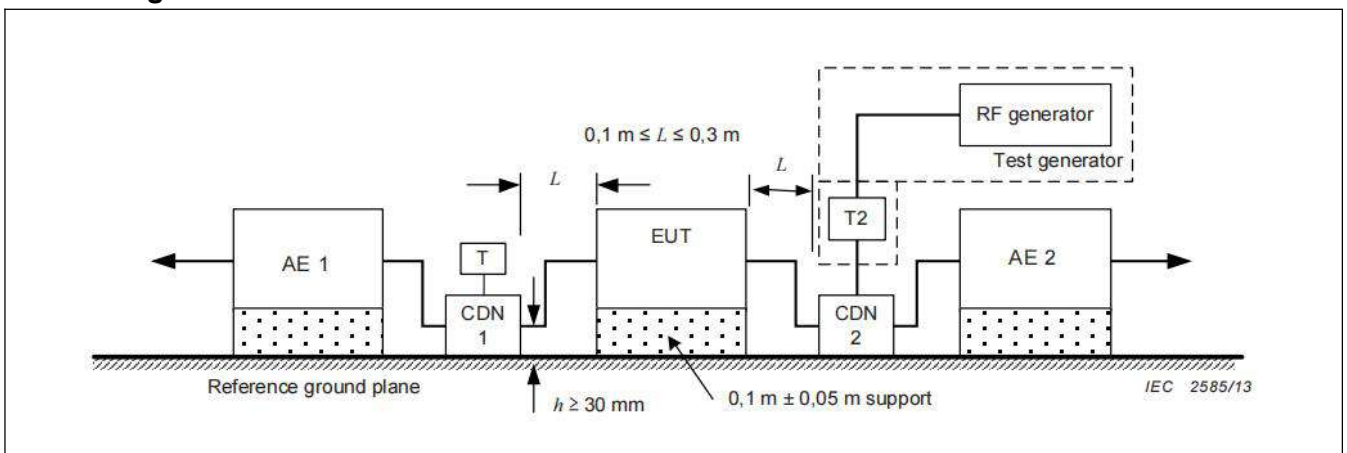 RF generator
Test generator
0,1 m ≤ L ≤ 0,3 m
L
L
T2
EUT
AE 1
T
AE 2
CDN
1
CDN
2
Reference ground plane
h ≥ 30 mm
0,1 m ± 0,05 m support
IEC 2585/13